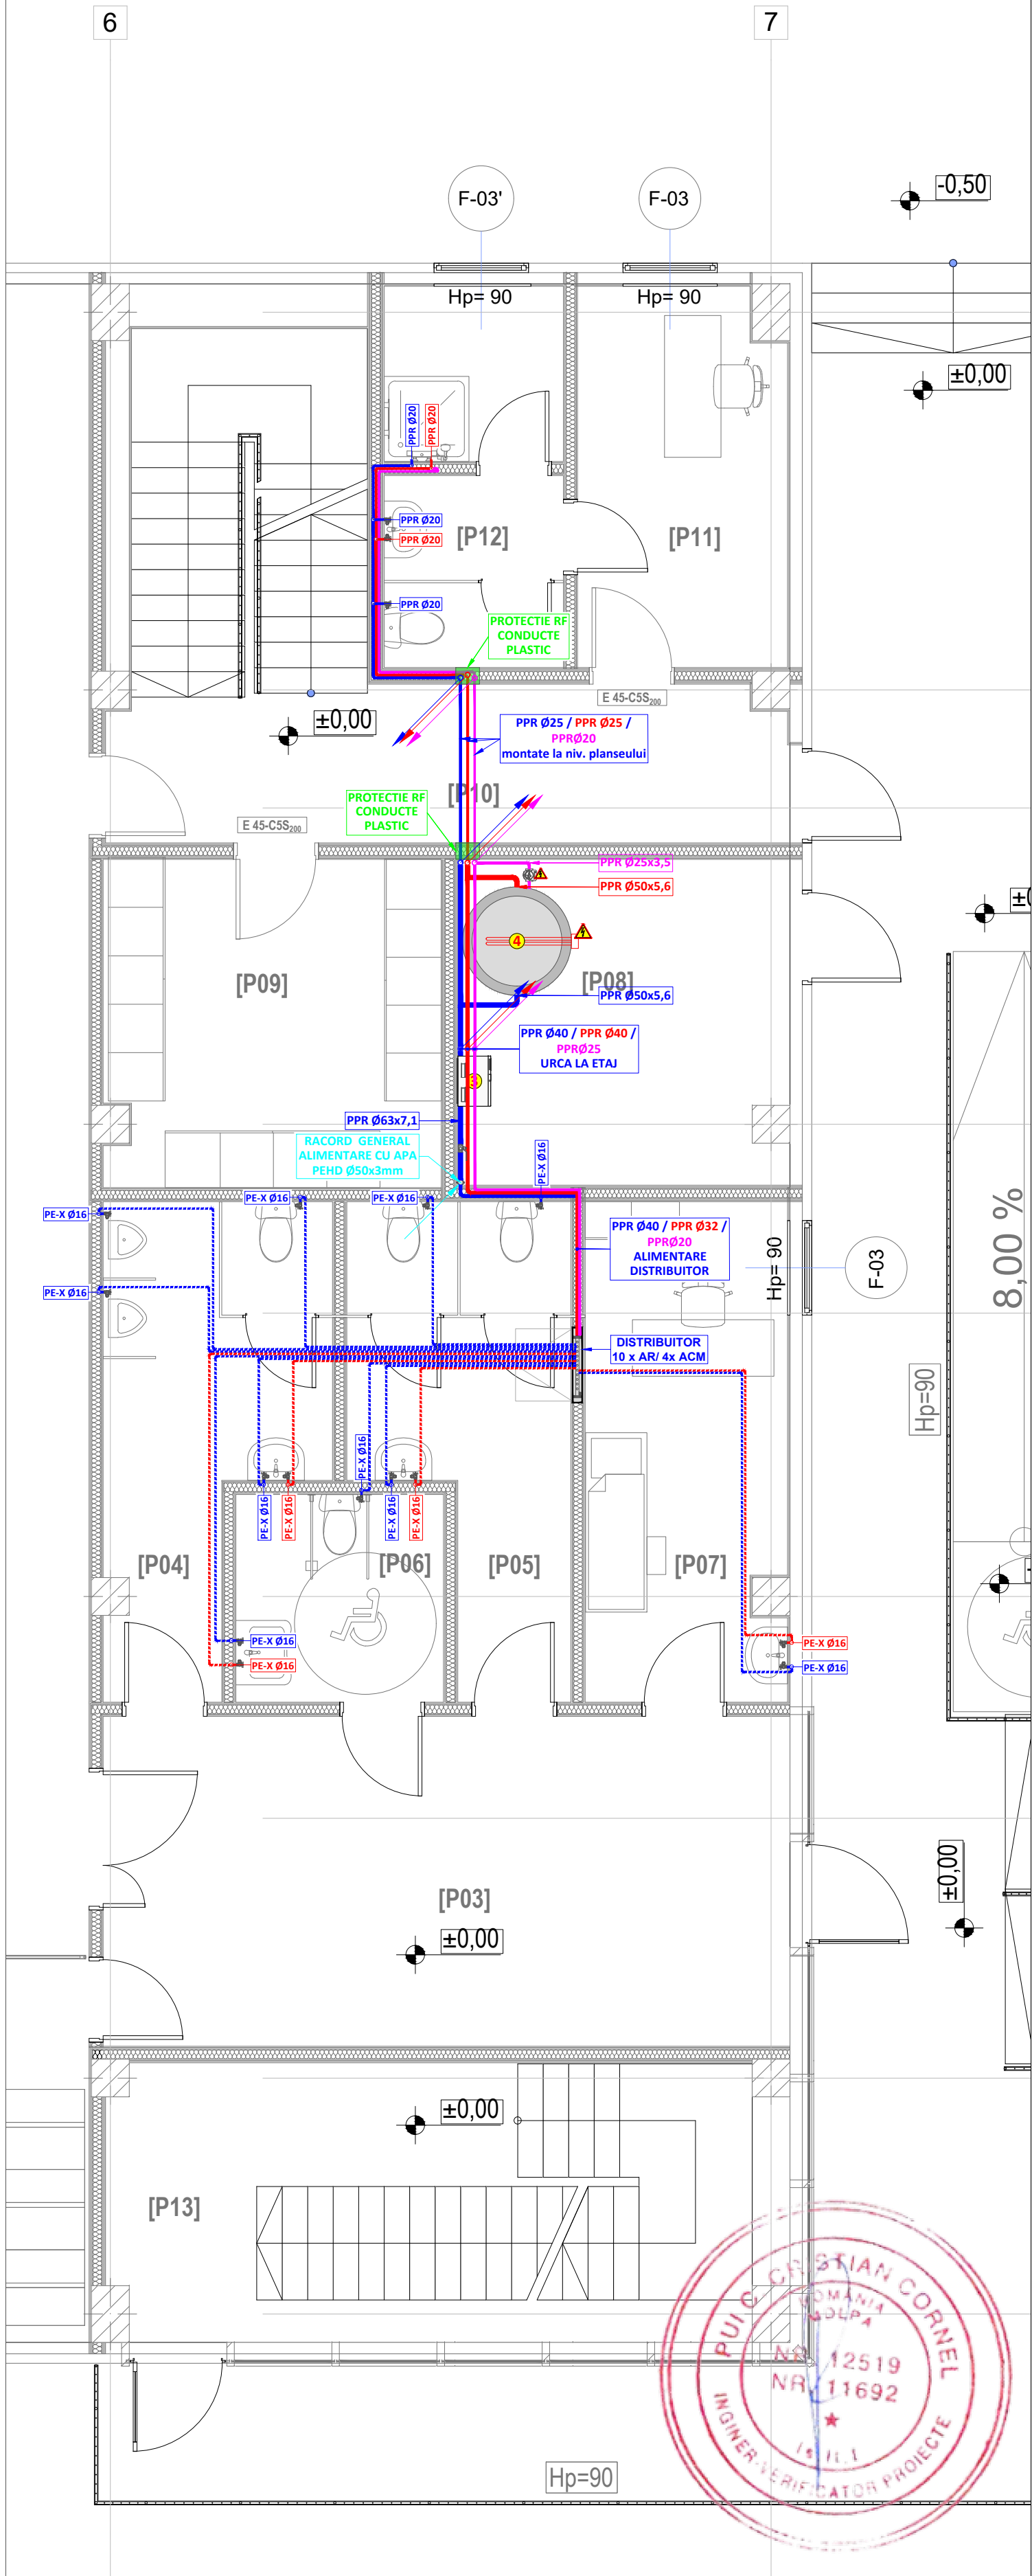 6
7
F-03'
F-03
-0,50
Hp= 90
Hp= 90
±0,00
PPR Ø20
PPR Ø20
PPR Ø20
PPR Ø20
[P12]
[P11]
PPR Ø20
PROTECTIE RF
CONDUCTE
PLASTIC
E 45-C5S200
±0,00
PPR Ø25 / PPR Ø25 /
PPRØ20
montate la niv. planseului
[P10]
PROTECTIE RF
CONDUCTE
PLASTIC
E 45-C5S200
PPR Ø25x3,5
PPR Ø50x5,6
4
[P09]
[P08]
PPR Ø50x5,6
PPR Ø40 / PPR Ø40 /
PPRØ25
URCA LA ETAJ
PPR Ø63x7,1
RACORD GENERAL
ALIMENTARE CU APA
PEHD Ø50x3mm
PE-X Ø16
PE-X Ø16
PE-X Ø16
PE-X Ø16
PPR Ø40 / PPR Ø32 /
PPRØ20
ALIMENTARE
DISTRIBUITOR
Hp= 90
F-03
8,00 %
PE-X Ø16
DISTRIBUITOR
10 x AR/ 4x ACM
Hp=90
PE-X Ø16
PE-X Ø16
PE-X Ø16
PE-X Ø16
PE-X Ø16
[P04]
[P06]
[P05]
[P07]
PE-X Ø16
PE-X Ø16
PE-X Ø16
PE-X Ø16
±0,00
[P03]
±0,00
±0,00
[P13]
PUI C. CRISTIAN CORNEL
ROMÂNIA
MDLPA
NR. 12519
NR. 11692
INGINER-VERIFICATOR PROIECTE
Hp=90